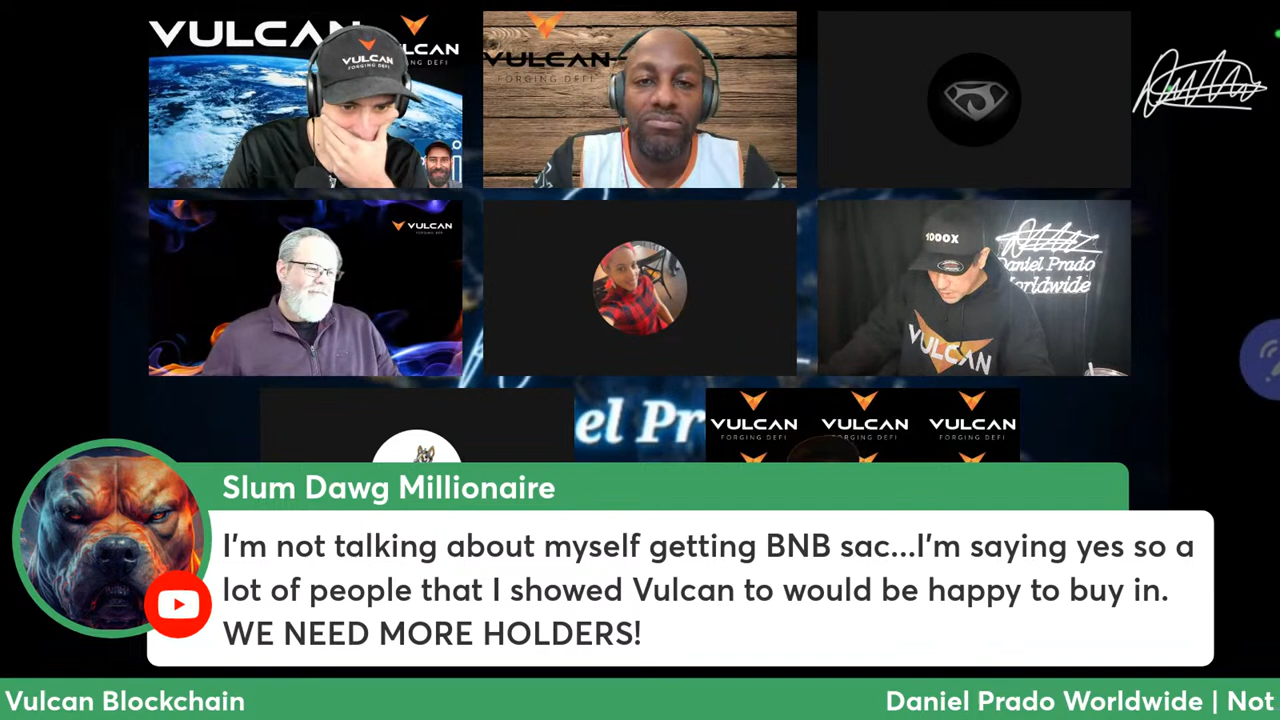 VULCAN
VULCAN
FORGING DEFI
VULCAN
FORGING DEFI
VULCAN
FORGING DEFI
VULCAN
1000X
Daniel Prado
Worldwide
VULCAN
el Pr
VULCAN
FORGING DEFI
VULCAN
FORGING DEFI
VULCAN
FORGING DEFI
Slum Dawg Millionaire
I'm not talking about myself getting BNB sac...I'm saying yes so a
lot of people that I showed Vulcan to would be happy to buy in.
WE NEED MORE HOLDERS!
Vulcan Blockchain
Daniel Prado Worldwide | Not